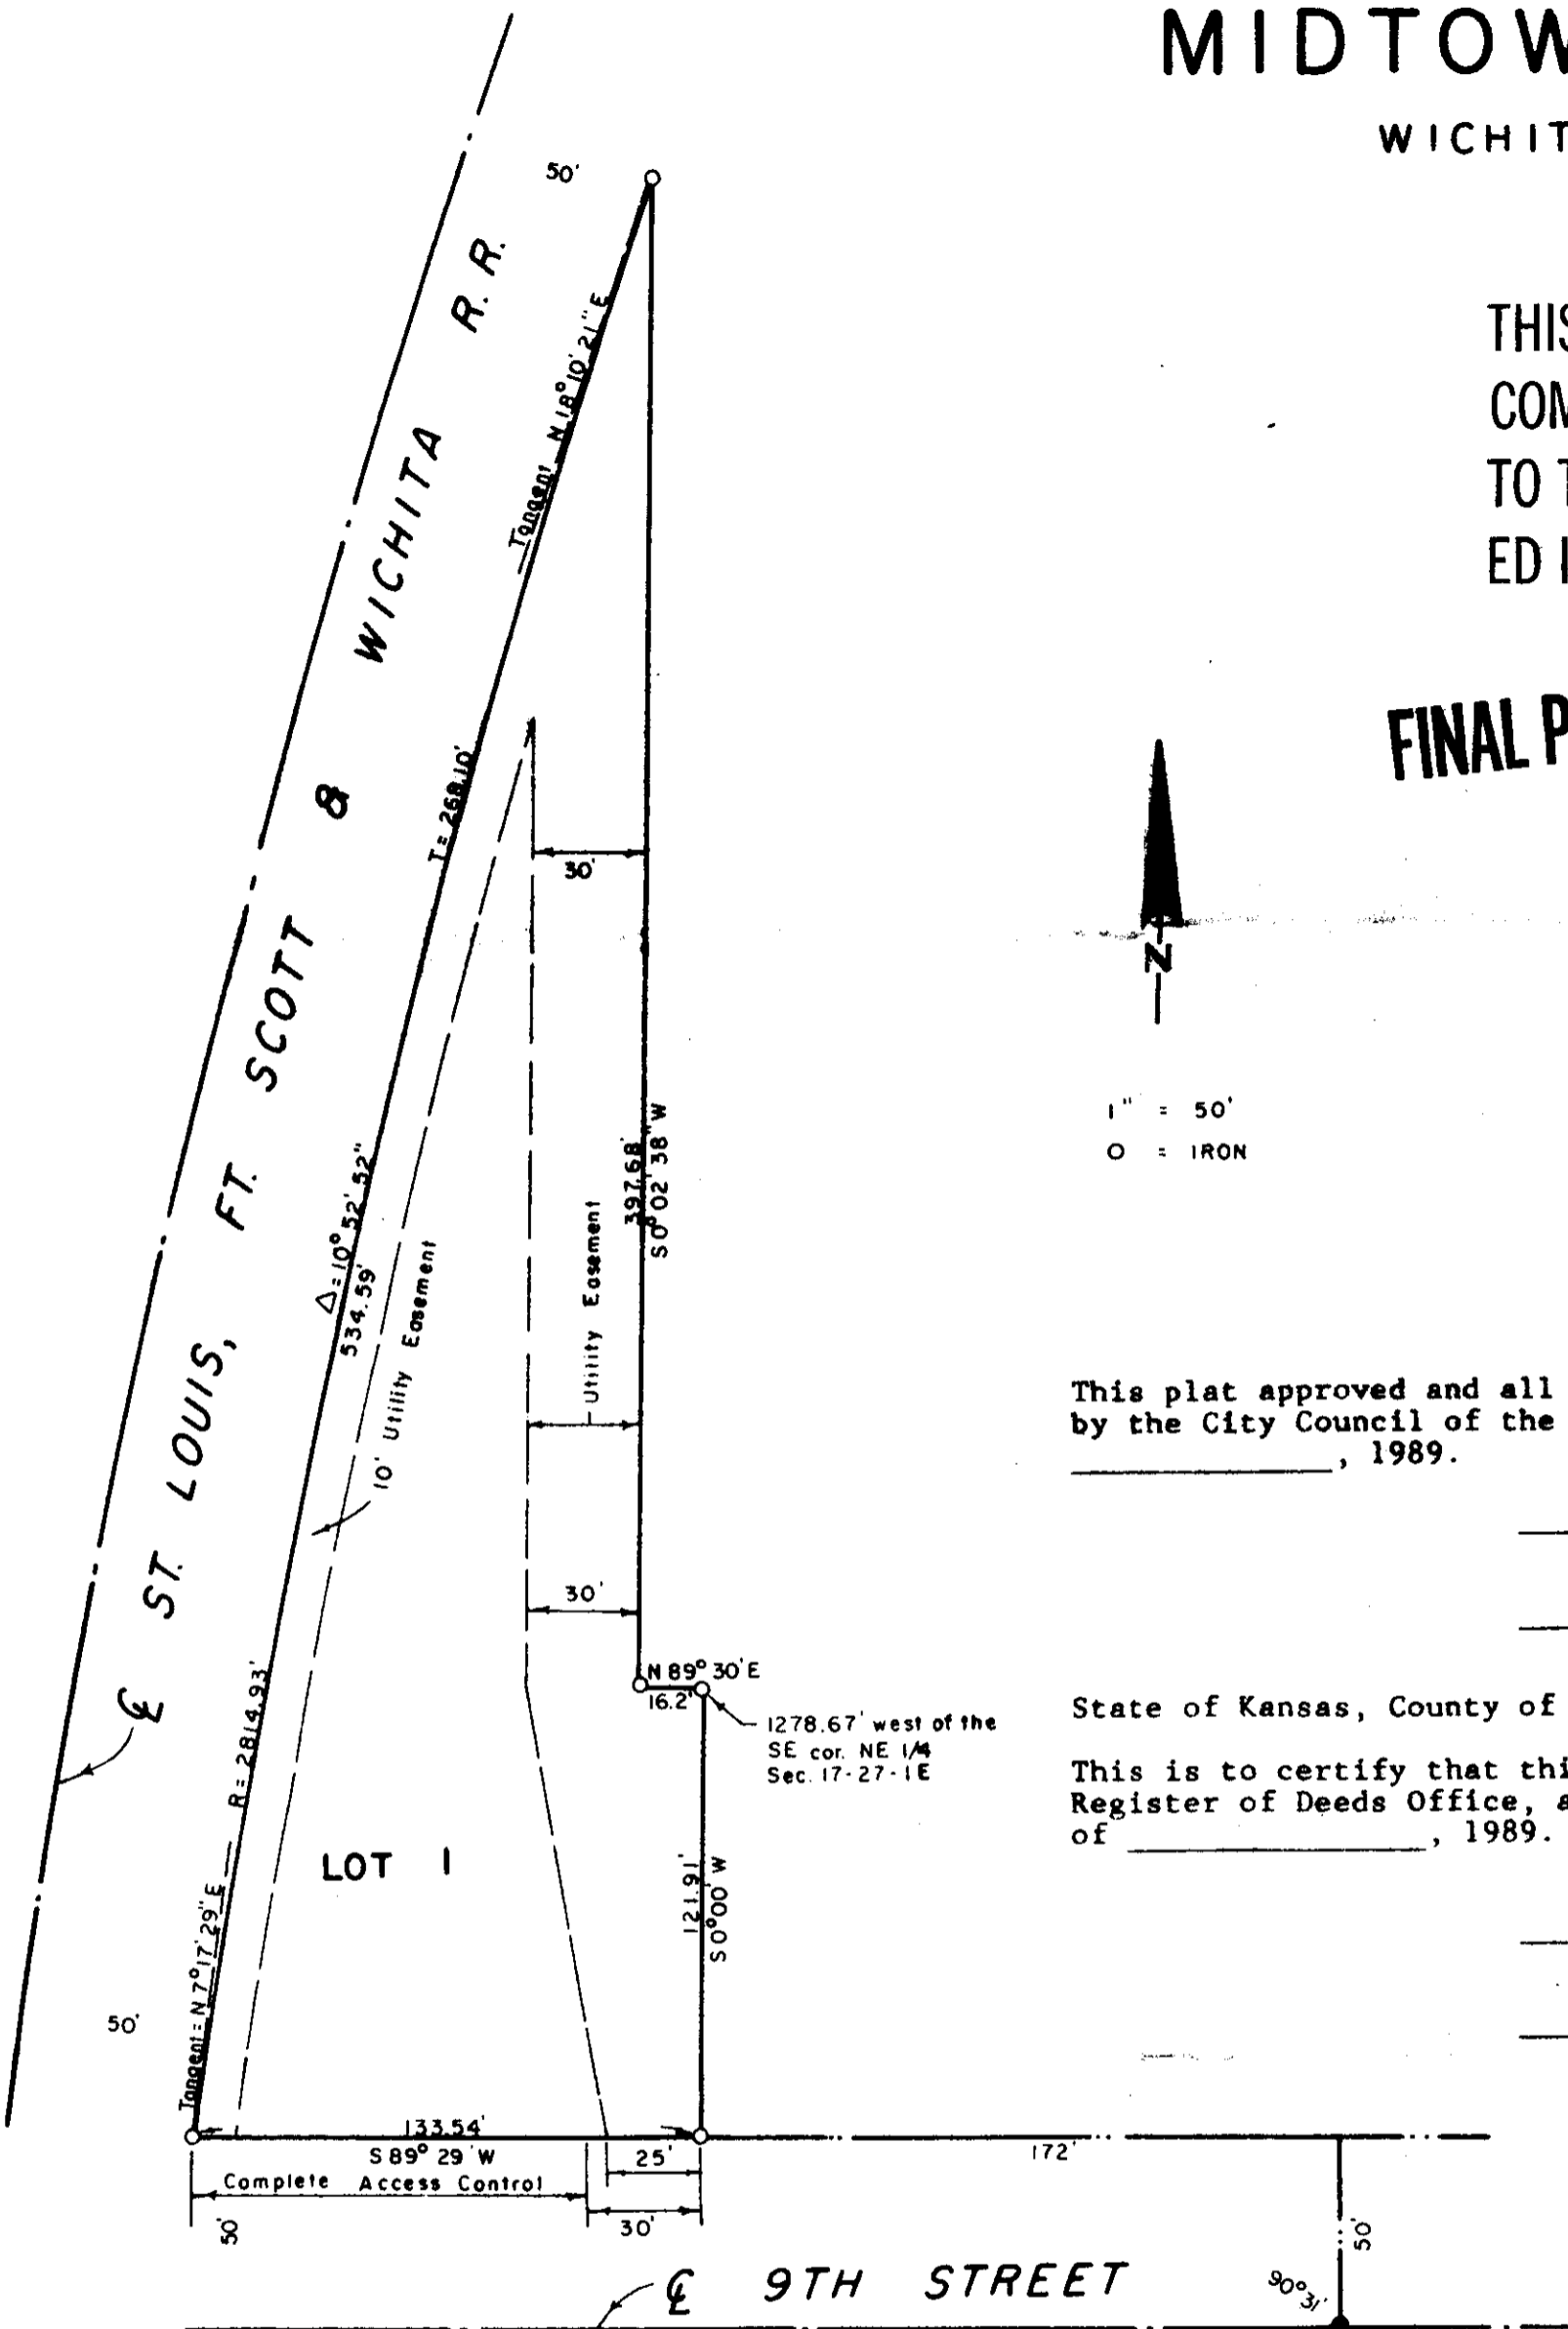 MIDTOW
WICHIT
50'
THIS
COM
TO T
ED I
FINAL P
ST. LOUIS, FT. SCOTT & WICHITA R. R.
Tangent N 18° 10' 21" E
T = 268.10'
30'
N
1" = 50'
O = IRON
Δ = 10° 52' 52"
534.59'
397.68'
S 0° 02' 38" W
10' Utility Easement
Utility Easement
This plat approved and all
by the City Council of the
, 1989.
30'
N 89° 30' E
16.2'
1278.67' west of the
SE cor. NE 1/4
Sec. 17-27-1E
State of Kansas, County of
This is to certify that thi
Register of Deeds Office, a
of , 1989.
R = 2814.93'
LOT 1
121.91'
S 0° 00' W
Tangent = N 7° 17' 29" E
50'
133.54'
S 89° 29' W
25'
172'
Complete Access Control
30'
50'
50'
℄ 9TH STREET
90° 31'